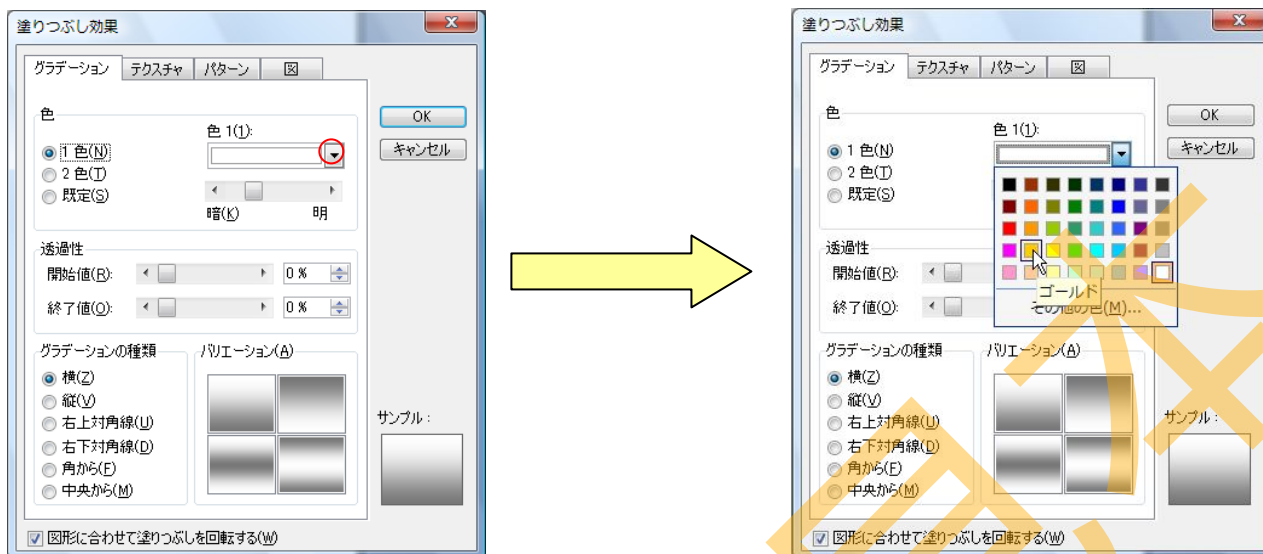 塗りつぶし効果
グラデーション テクスチャ パターン 図
色
色 1(1):
1 色(N)
2 色(T)
既定(S)
暗(K) 明
OK
キャンセル
透過性
開始値(R): 0 %
終了値(O): 0 %
グラデーションの種類
横(Z)
縦(V)
右上対角線(U)
右下対角線(D)
角から(F)
中央から(M)
バリエーション(A)
サンプル :
図形に合わせて塗りつぶしを回転する(W)
塗りつぶし効果
グラデーション テクスチャ パターン 図
色
色 1(1):
1 色(N)
2 色(T)
既定(S)
OK
キャンセル
ゴールド
その他の色(M)...
透過性
開始値(R):
終了値(O):
グラデーションの種類
横(Z)
縦(V)
右上対角線(U)
右下対角線(D)
角から(F)
中央から(M)
バリエーション(A)
サンプル :
図形に合わせて塗りつぶしを回転する(W)